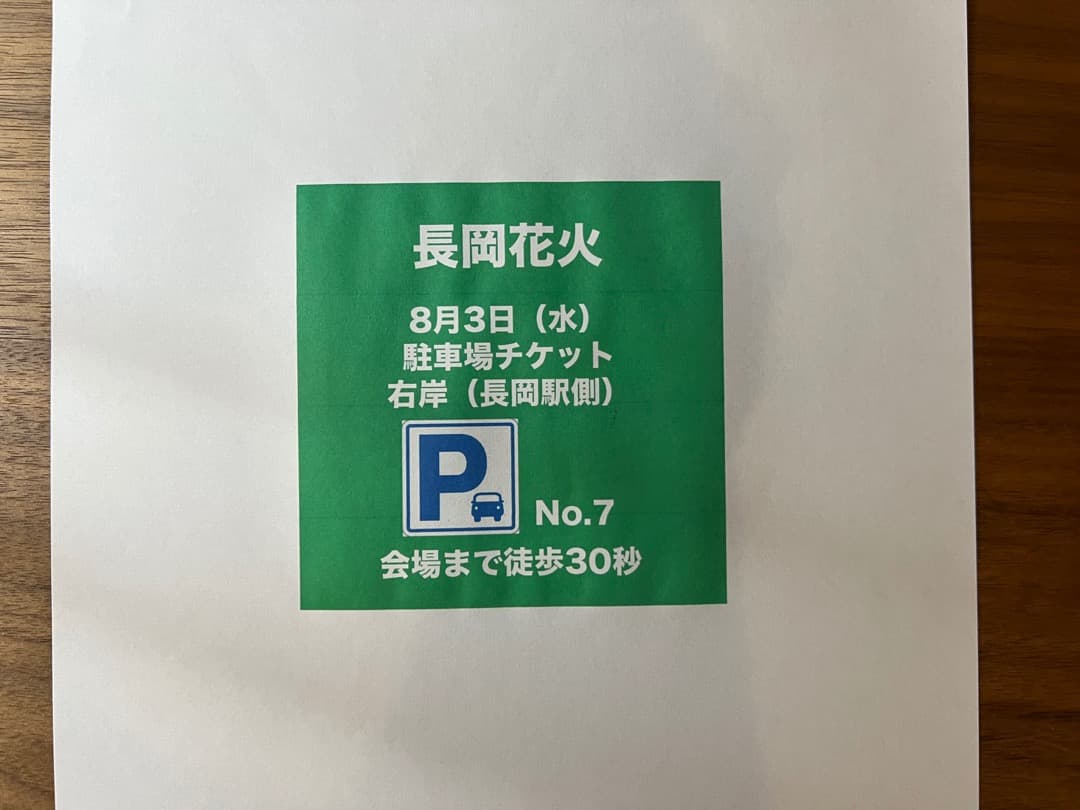 長岡花火
8月3日（水）
駐車場チケット
右岸（長岡駅側）
P
No.7
会場まで徒歩30秒